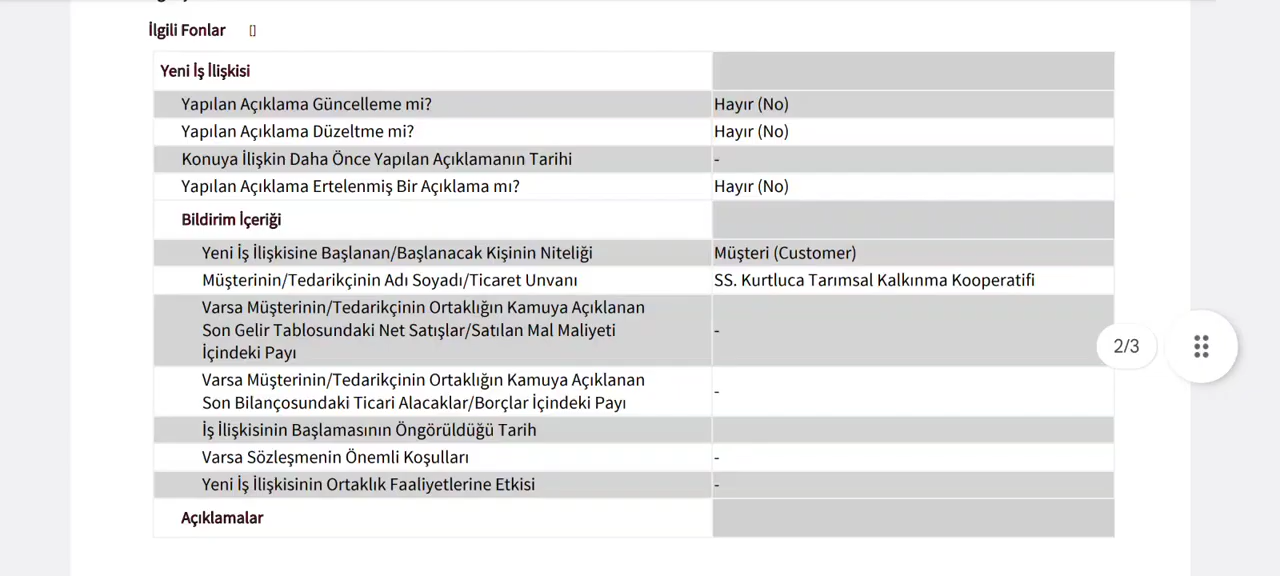 İlgili Fonlar []
Yeni İş İlişkisi
Yapılan Açıklama Güncelleme mi? Hayır (No)
Yapılan Açıklama Düzeltme mi? Hayır (No)
Konuya İlişkin Daha Önce Yapılan Açıklamanın Tarihi -
Yapılan Açıklama Ertelenmiş Bir Açıklama mı? Hayır (No)
Bildirim İçeriği
Yeni İş İlişkisine Başlanan/Başlanacak Kişinin Niteliği Müşteri (Customer)
Müşterinin/Tedarikçinin Adı Soyadı/Ticaret Unvanı SS. Kurtluca Tarımsal Kalkınma Kooperatifi
Varsa Müşterinin/Tedarikçinin Ortaklığın Kamuya Açıklanan
Son Gelir Tablosundaki Net Satışlar/Satılan Mal Maliyeti -
İçindeki Payı
2/3
Varsa Müşterinin/Tedarikçinin Ortaklığın Kamuya Açıklanan
Son Bilançosundaki Ticari Alacaklar/Borçlar İçindeki Payı -
İş İlişkisinin Başlamasının Öngörüldüğü Tarih
Varsa Sözleşmenin Önemli Koşulları -
Yeni İş İlişkisinin Ortaklık Faaliyetlerine Etkisi -
Açıklamalar